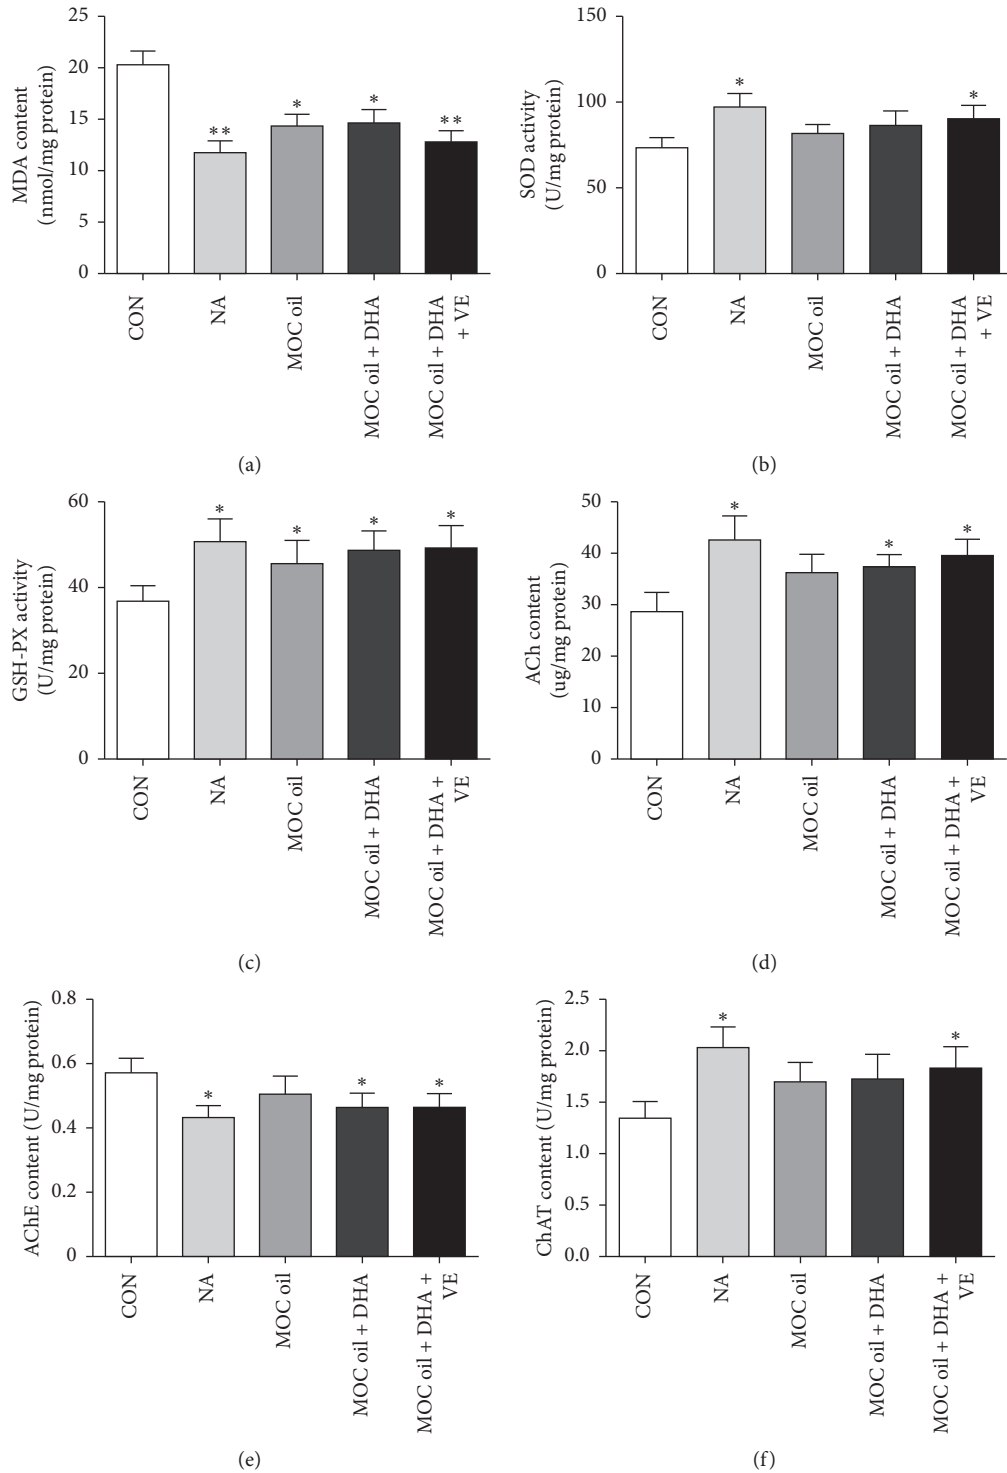 25
20
15
10
5
0
MDA content
(nmol/mg protein)
**
*
*
**
CON
NA
MOC oil
MOC oil + DHA
MOC oil + DHA
+ VE
(a)
150
100
50
0
SOD activity
(U/mg protein)
*
*
CON
NA
MOC oil
MOC oil + DHA
MOC oil + DHA
+ VE
(b)
60
40
20
0
GSH-PX activity
(U/mg protein)
*
*
*
*
CON
NA
MOC oil
MOC oil + DHA
MOC oil + DHA +
VE
(c)
50
40
30
20
10
0
ACh content
(ug/mg protein)
*
*
*
CON
NA
MOC oil
MOC oil + DHA
MOC oil + DHA +
VE
(d)
0.8
0.6
0.4
0.2
0
AChE content (U/mg protein)
*
*
*
CON
NA
MOC oil
MOC oil + DHA
MOC oil + DHA +
VE
(e)
2.5
2.0
1.5
1.0
0.5
0.0
ChAT content (U/mg protein)
*
*
CON
NA
MOC oil
MOC oil + DHA
MOC oil + DHA +
VE
(f)